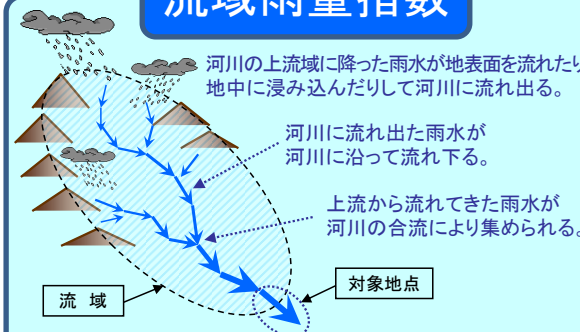 流域雨量指数
河川の上流域に降った雨水が地表面を流れたり
地中に浸み込んだりして河川に流れ出る。
河川に流れ出た雨水が
河川に沿って流れ下る。
上流から流れてきた雨水が
河川の合流により集められる。
対象地点
流 域